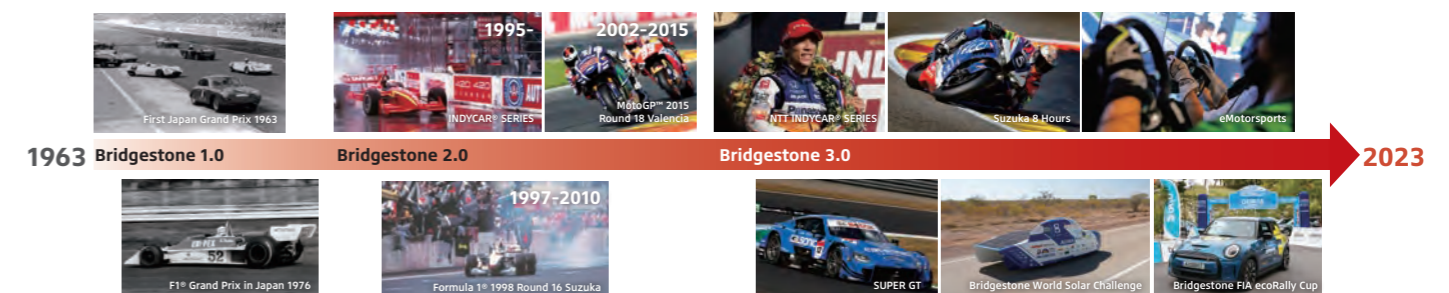 1995-
2002-2015
First Japan Grand Prix 1963
INDYCAR® SERIES
MotoGP™ 2015
Round 18 Valencia
NTT INDYCAR® SERIES
Suzuka 8 Hours
eMotorsports
1963
Bridgestone 1.0
Bridgestone 2.0
Bridgestone 3.0
2023
1997-2010
52
F1® Grand Prix in Japan 1976
Formula 1® 1998 Round 16 Suzuka
SUPER GT
Bridgestone World Solar Challenge
Bridgestone FIA ecoRally Cup